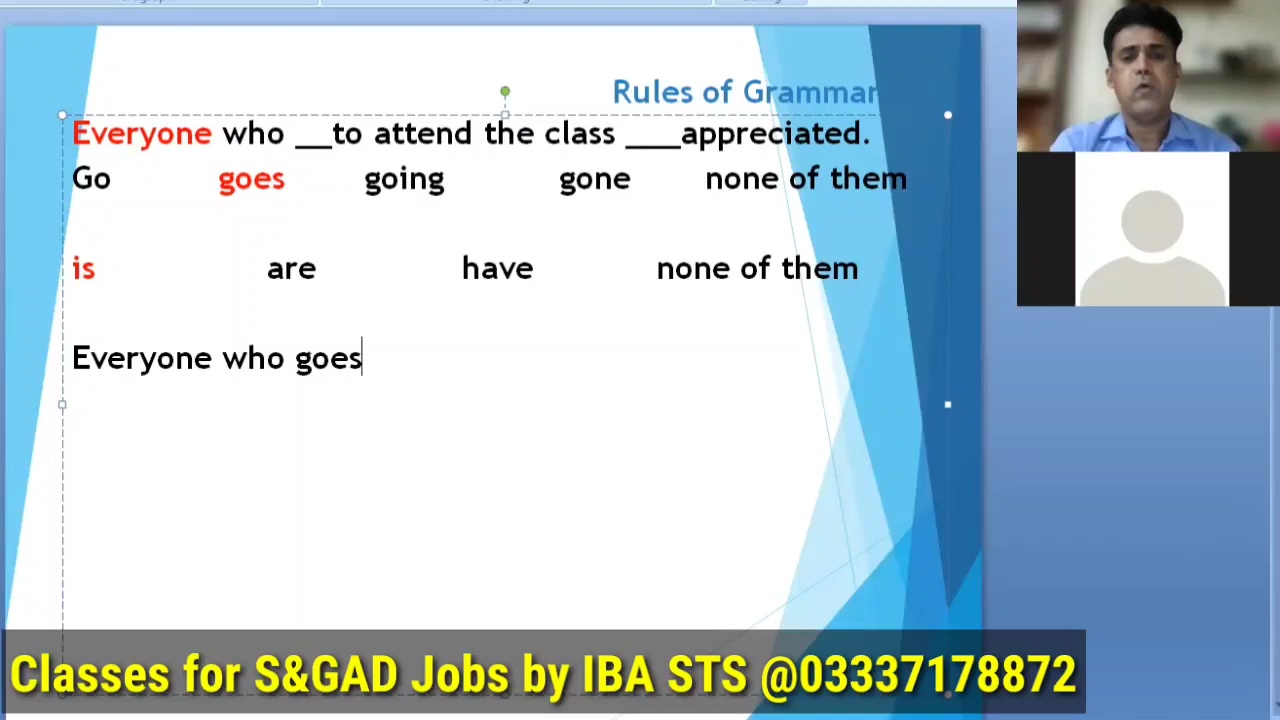 Rules of Grammar
Everyone who __to attend the class ___appreciated.
Go goes going gone none of them
is are have none of them
Everyone who goes
Classes for S&GAD Jobs by IBA STS @03337178872